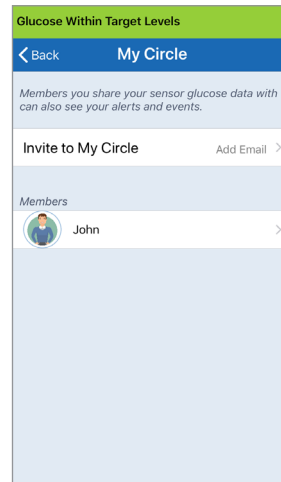 Glucose Within Target Levels
Back
My Circle
Members you share your sensor glucose data with
can also see your alerts and events.
Invite to My Circle
Add Email
Members
John